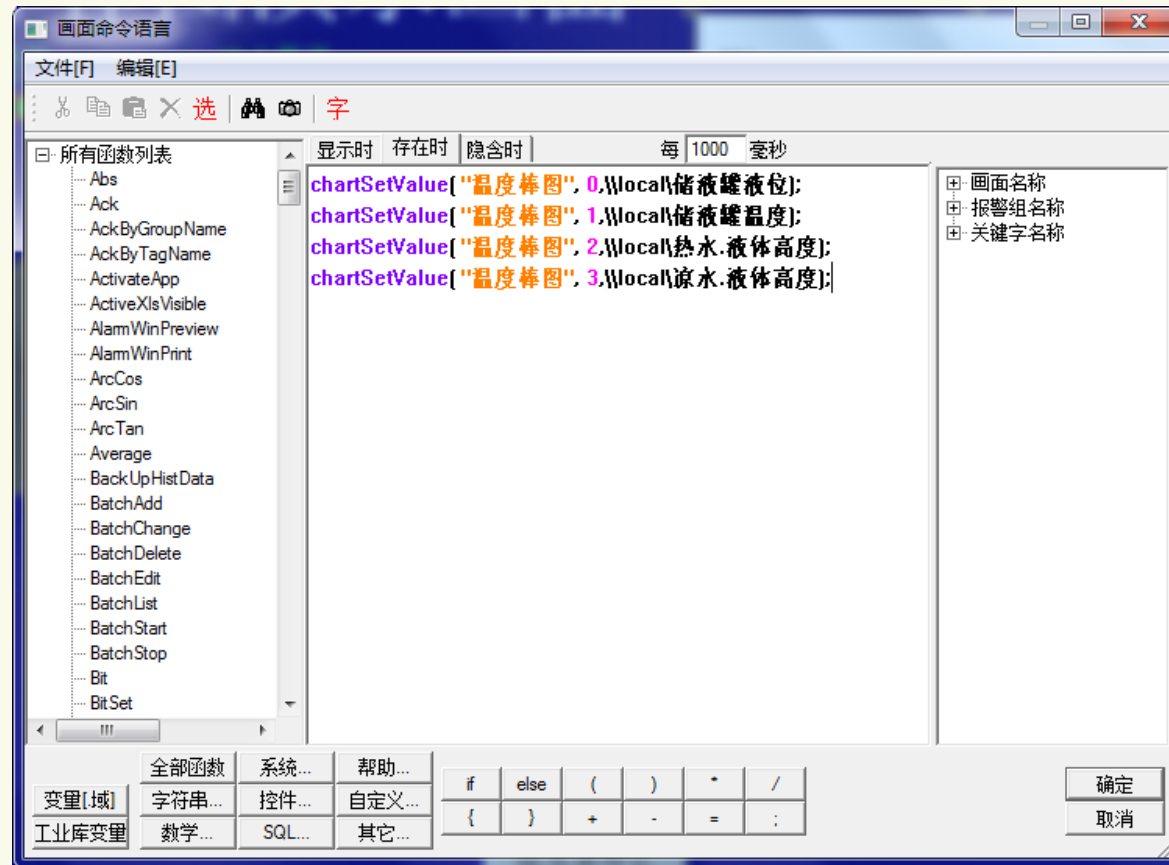 画面命令语言
文件[F] 编辑[E]
选 字
所有函数列表
Abs
Ack
AckByGroupName
AckByTagName
ActivateApp
ActiveXlsVisible
AlarmWinPreview
AlarmWinPrint
ArcCos
ArcSin
ArcTan
Average
BackUpHistData
BatchAdd
BatchChange
BatchDelete
BatchEdit
BatchList
BatchStart
BatchStop
Bit
BitSet
显示时 存在时 隐含时 每 1000 毫秒
chartSetValue( "温度棒图", 0,\\local\储液罐液位);
chartSetValue( "温度棒图", 1,\\local\储液罐温度);
chartSetValue( "温度棒图", 2,\\local\热水.液体高度);
chartSetValue( "温度棒图", 3,\\local\凉水.液体高度);
画面名称
报警组名称
关键字名称
全部函数 系统... 帮助...
变量[.域] 字符串... 控件... 自定义...
工业库变量 数学... SQL... 其它...
if else ( ) * /
{ } + - = ;
确定
取消